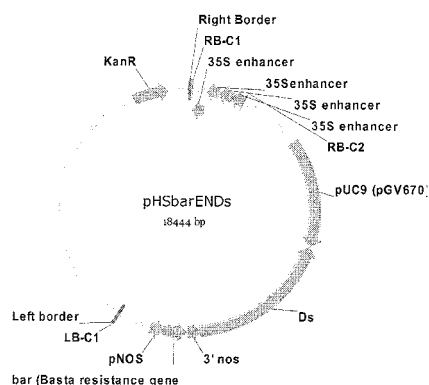 Right Border
RB-C1
35S enhancer
KanR
35Senhancer
35S enhancer
35S enhancer
RB-C2
pUC9 (pGV670)
pHSbarENDs
18444 bp
Left border
LB-C1
Ds
pNOS
3' nos
bar (Basta resistance gene